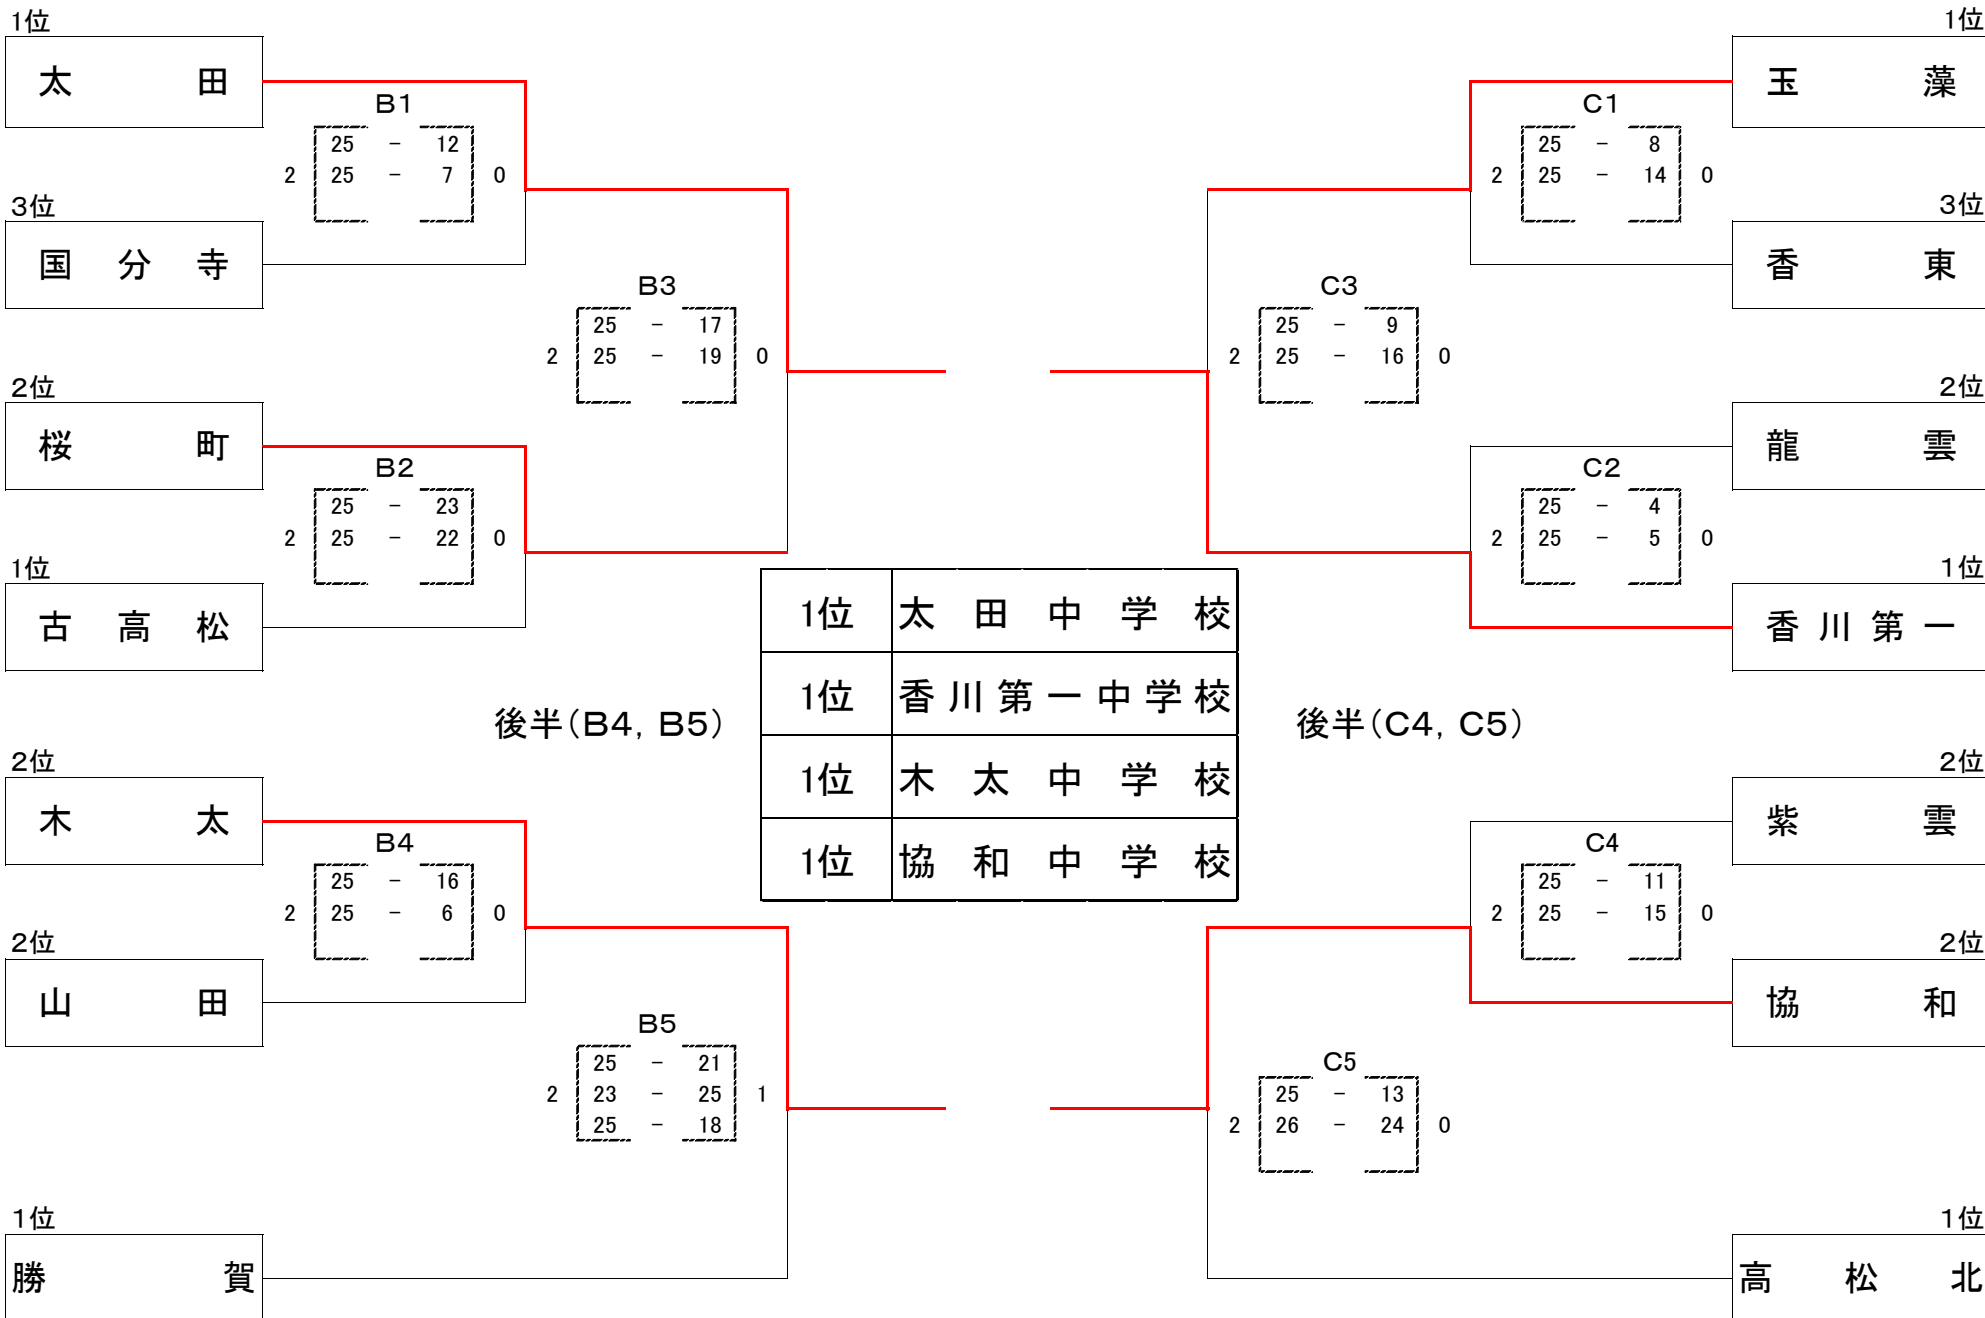 1位
太田
B1
25 - 12
2 25 - 7 0
3位
国分寺
B3
25 - 17
2 25 - 19 0
2位
桜町
B2
25 - 23
2 25 - 22 0
1位
古高松
後半(B4, B5)
2位
木太
B4
25 - 16
2 25 - 6 0
2位
山田
B5
25 - 21
2 23 - 25 1
25 - 18
1位
勝賀
1位 太田中学校
1位 香川第一中学校
1位 木太中学校
1位 協和中学校
1位
玉藻
C1
25 - 8
2 25 - 14 0
3位
香東
C3
25 - 9
2 25 - 16 0
2位
龍雲
C2
25 - 4
2 25 - 5 0
1位
香川第一
後半(C4, C5)
2位
紫雲
C4
25 - 11
2 25 - 15 0
2位
協和
C5
25 - 13
2 26 - 24 0
1位
高松北